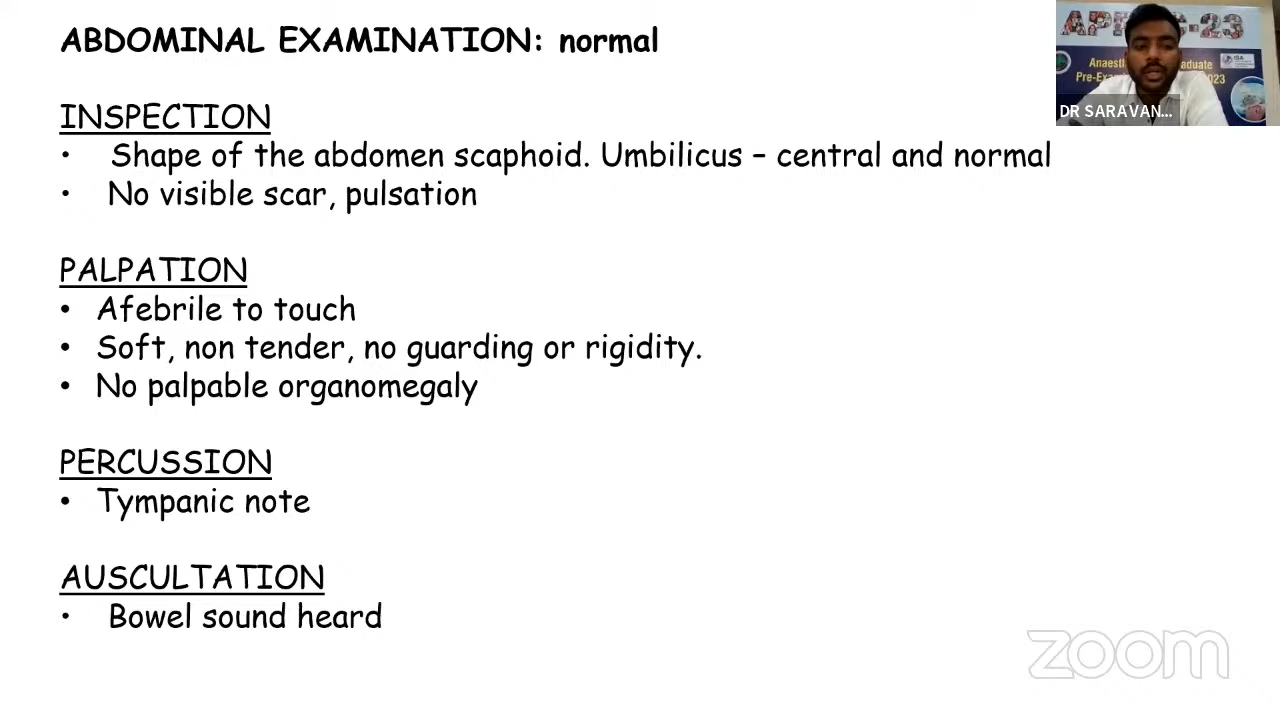 ABDOMINAL EXAMINATION: normal
INSPECTION
• Shape of the abdomen scaphoid. Umbilicus – central and normal
• No visible scar, pulsation
PALPATION
• Afebrile to touch
• Soft, non tender, no guarding or rigidity.
• No palpable organomegaly
PERCUSSION
• Tympanic note
AUSCULTATION
• Bowel sound heard
DR SARAVAN...
zoom